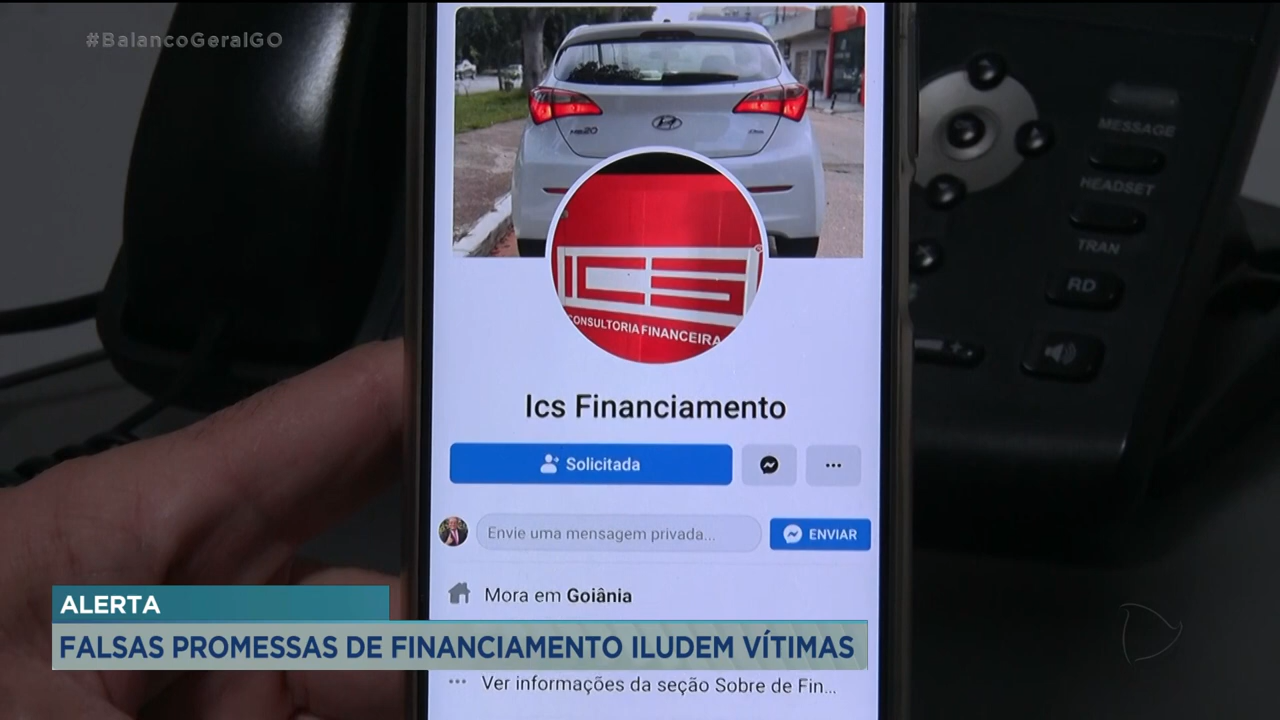 #BalancoGeralGO
HB20
ICS
CONSULTORIA FINANCEIRA
Ics Financiamento
Solicitada
Envie uma mensagem privada...
ENVIAR
Mora em Goiânia
Ver informações da seção Sobre de Fin...
MESSAGE
HEADSET
TRAN
RD
ALERTA
FALSAS PROMESSAS DE FINANCIAMENTO ILUDEM VÍTIMAS